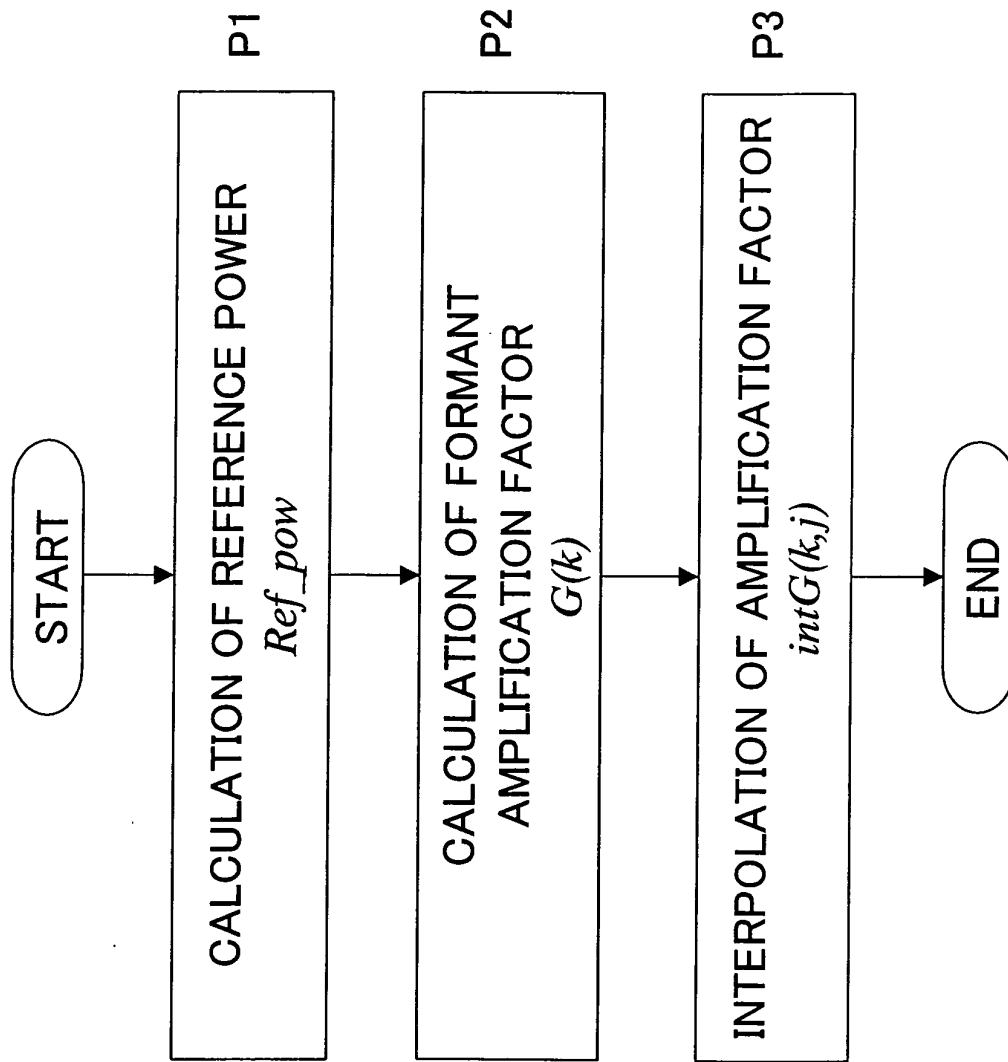 START
CALCULATION OF REFERENCE POWER
Ref_pow
P1
CALCULATION OF FORMANT
AMPLIFICATION FACTOR
G(k)
P2
INTERPOLATION OF AMPLIFICATION FACTOR
intG(k,j)
P3
END